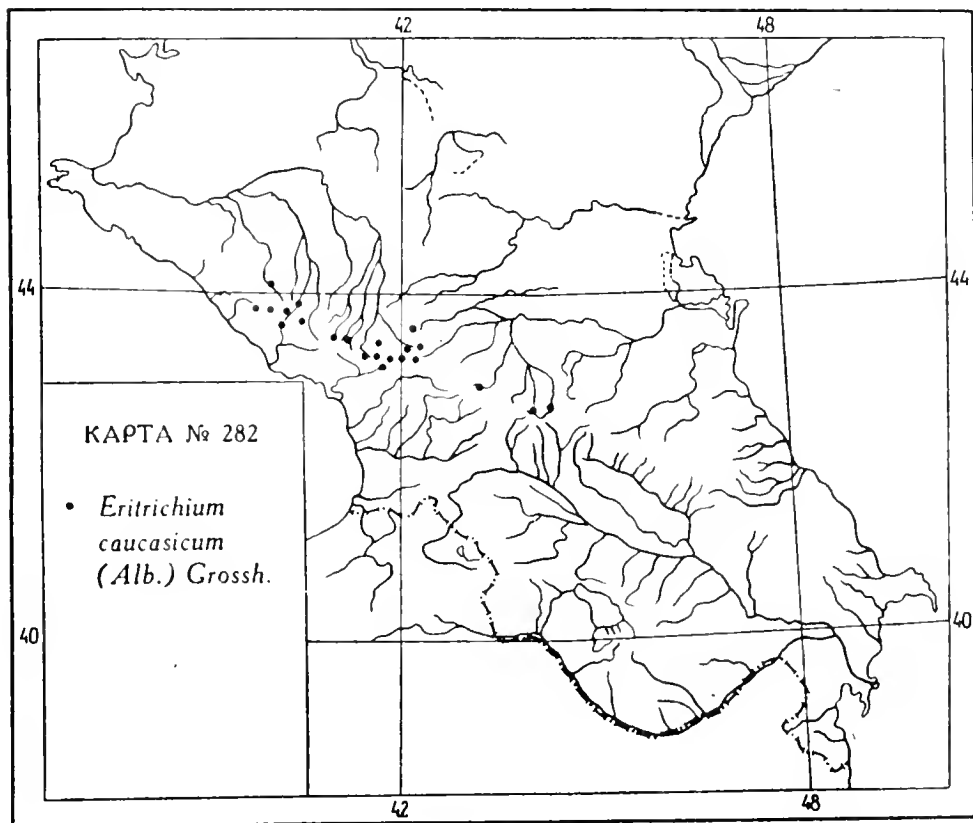 42 48
44 44
КАРТА № 282
• Eritrichium
caucasicum
(Alb.) Grossh.
40 40
42 48